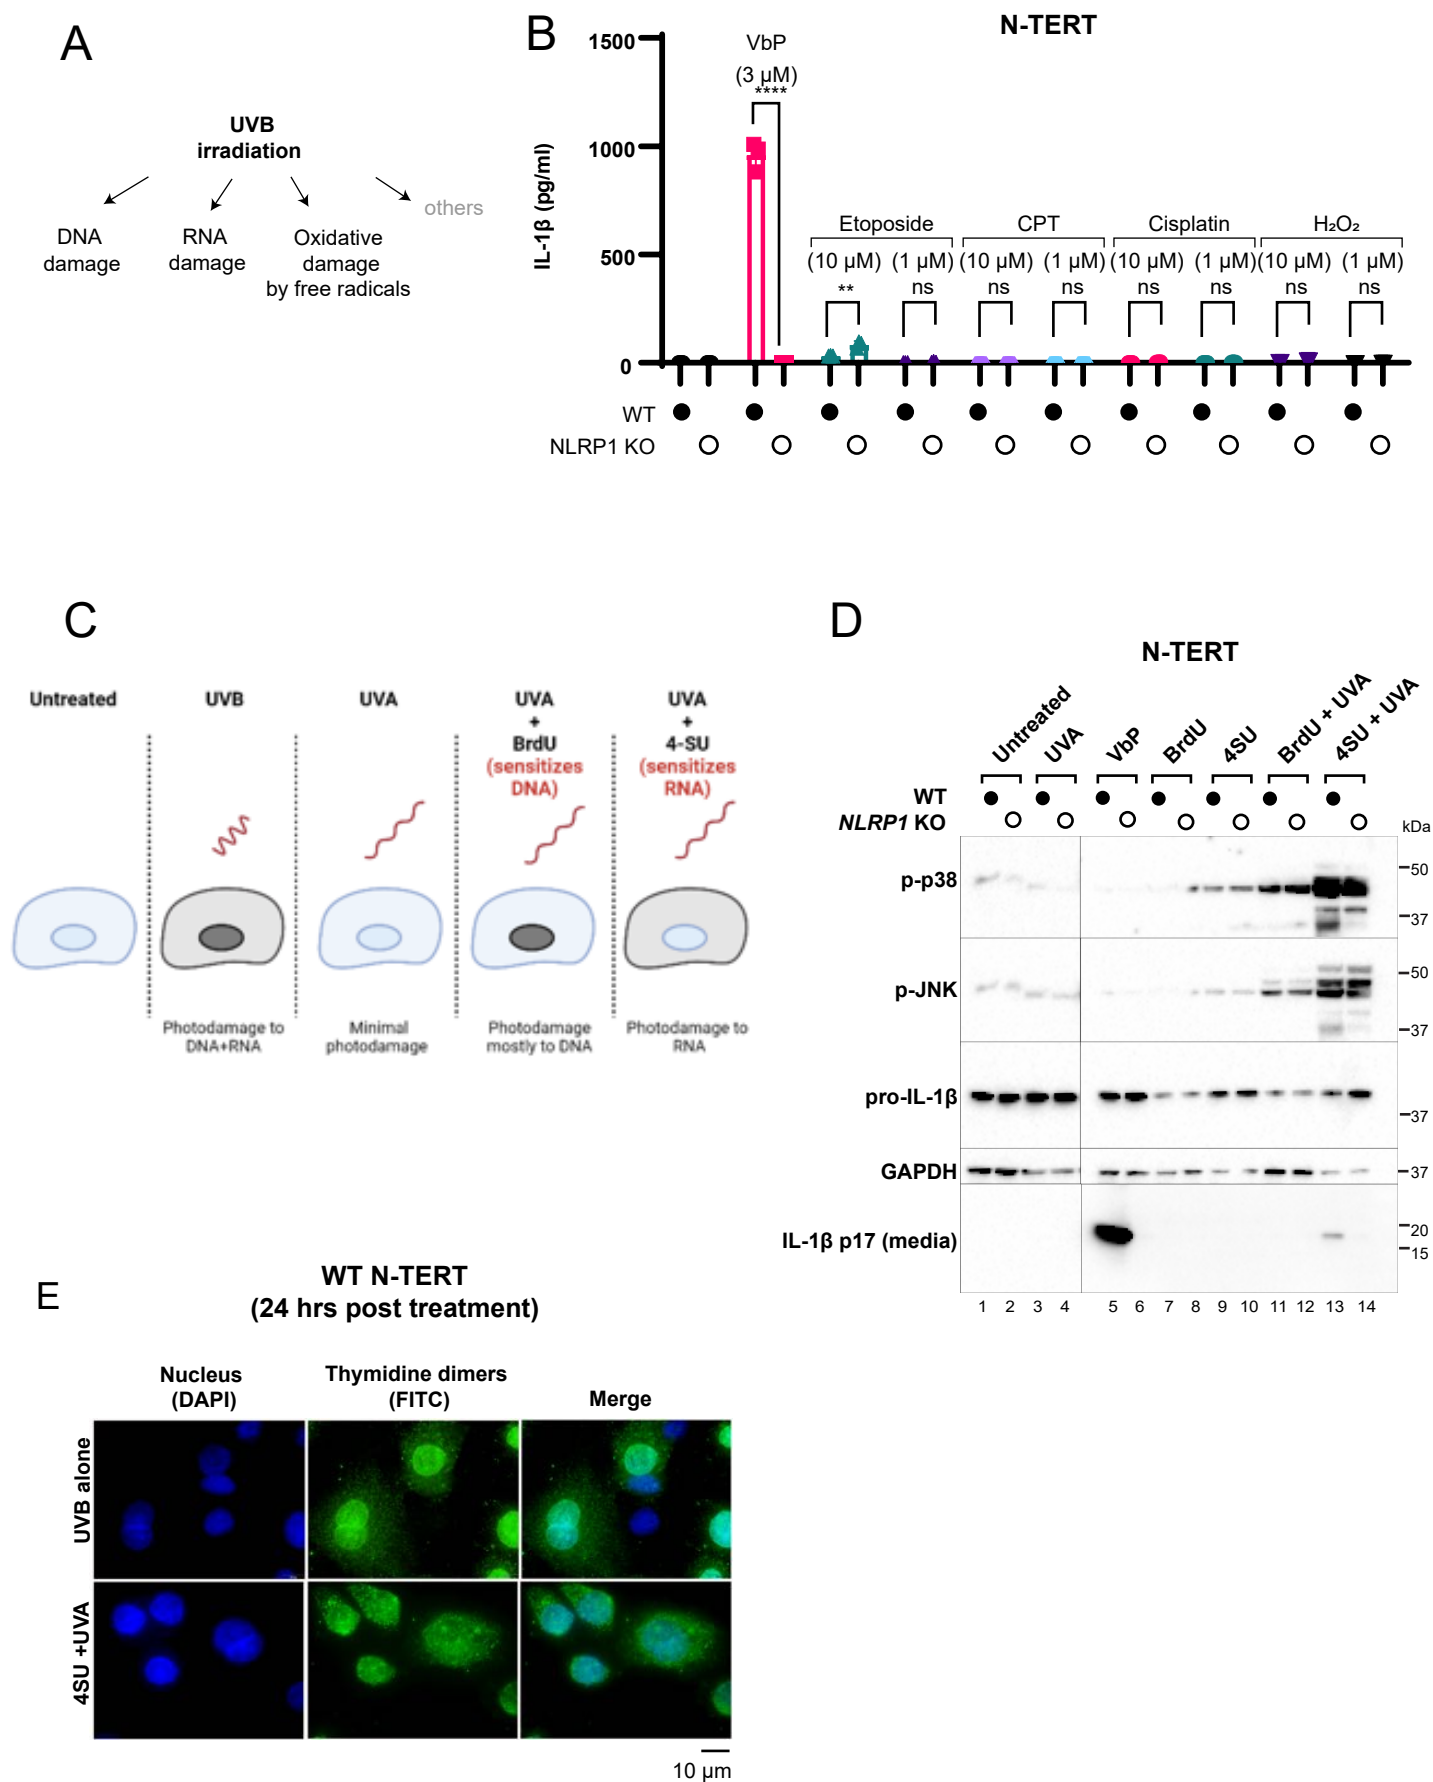 A
UVB
irradiation
DNA
damage
RNA
damage
Oxidative
damage
by free radicals
others
B
N-TERT
IL-1β (pg/ml)
1500
1000
500
0
VbP
(3 µM)
****
Etoposide
CPT
Cisplatin
H₂O₂
(10 µM) (1 µM) (10 µM) (1 µM) (10 µM) (1 µM) (10 µM) (1 µM)
** ns ns ns ns ns ns ns
WT
NLRP1 KO
C
Untreated
UVB
UVA
UVA
+
BrdU
(sensitizes
DNA)
UVA
+
4-SU
(sensitizes
RNA)
Photodamage to
DNA+RNA
Minimal
photodamage
Photodamage
mostly to DNA
Photodamage to
RNA
D
N-TERT
Untreated
UVA
VbP
BrdU
4SU
BrdU + UVA
4SU + UVA
WT
NLRP1 KO
kDa
p-p38
50
37
p-JNK
50
37
pro-IL-1β
37
GAPDH
37
IL-1β p17 (media)
20
15
1 2 3 4 5 6 7 8 9 10 11 12 13 14
E
WT N-TERT
(24 hrs post treatment)
Nucleus
(DAPI)
Thymidine dimers
(FITC)
Merge
UVB alone
4SU +UVA
10 µm